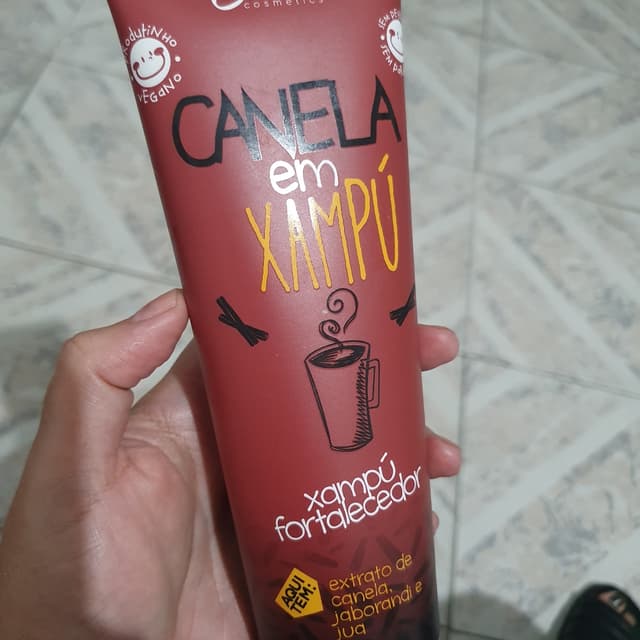 cosmetics
PRODUTINHO
VEGANO
CANELA
em
XAMPÚ
xampú
fortalecedor
AQUI
TEM:
extrato de
canela,
jaborandi e
juá